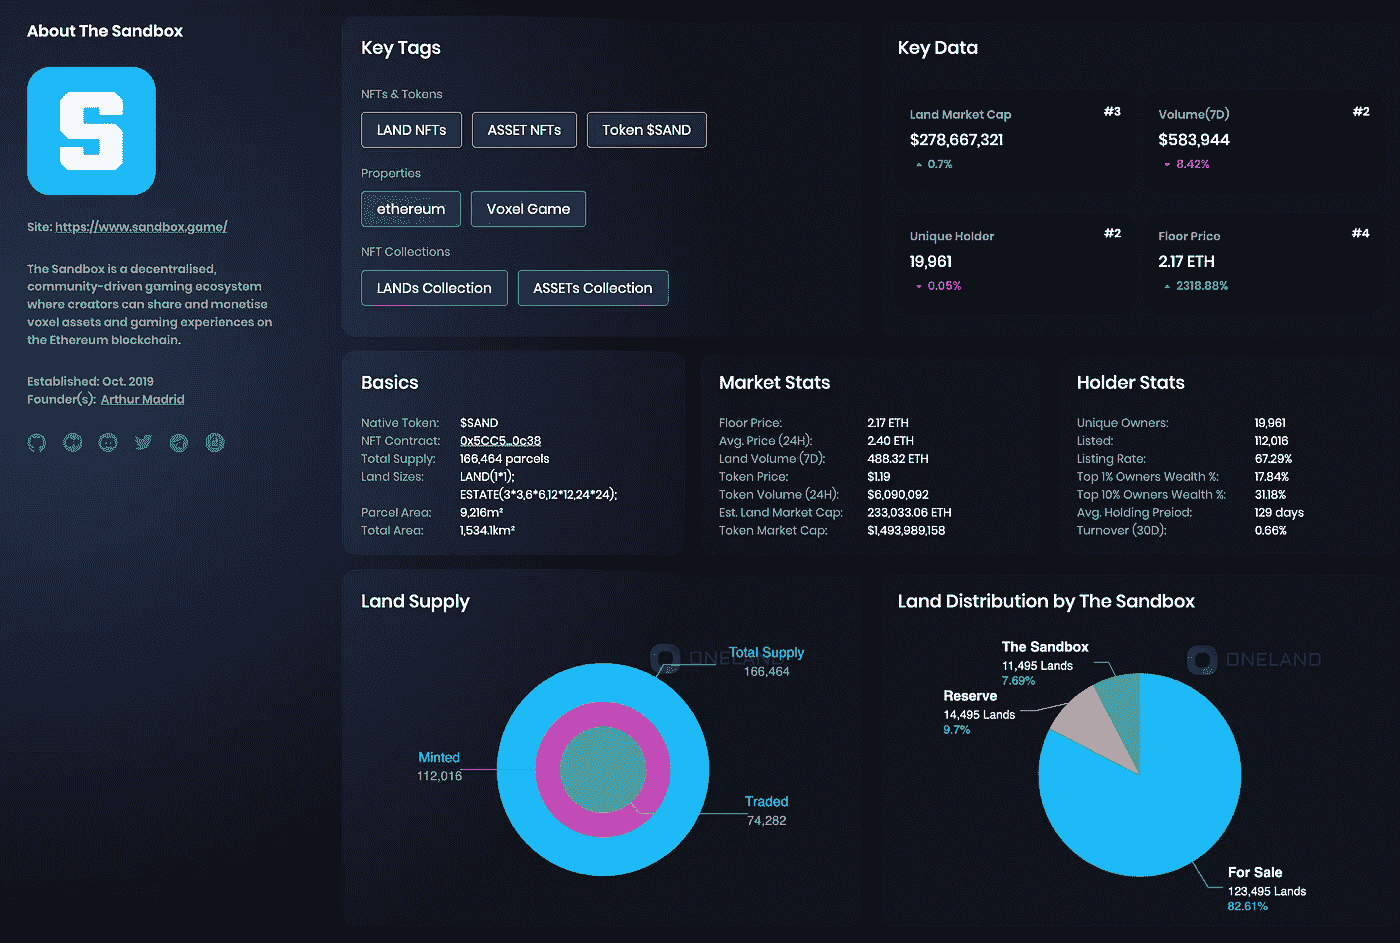 About The Sandbox
S
Site: https://www.sandbox.game/
The Sandbox is a decentralised,
community-driven gaming ecosystem
where creators can share and monetise
voxel assets and gaming experiences on
the Ethereum blockchain.
Established: Oct. 2019
Founder(s): Arthur Madrid
Key Tags
NFTs & Tokens
LAND NFTs ASSET NFTs Token $SAND
Properties
ethereum Voxel Game
NFT Collections
LANDs Collection ASSETs Collection
Key Data
Land Market Cap #3
$278,667,321
0.7%
Volume(7D) #2
$583,944
8.42%
Unique Holder #2
19,961
0.05%
Floor Price #4
2.17 ETH
2318.88%
Basics
Native Token: $SAND
NFT Contract: 0x5CC5...0c38
Total Supply: 166,464 parcels
Land Sizes: LAND(1*1);
ESTATE(3*3,6*6,12*12,24*24);
Parcel Area: 9,216m²
Total Area: 1,534.1km²
Market Stats
Floor Price: 2.17 ETH
Avg. Price (24H): 2.40 ETH
Land Volume (7D): 488.32 ETH
Token Price: $1.19
Token Volume (24H): $6,090,092
Est. Land Market Cap: 233,033.06 ETH
Token Market Cap: $1,493,989,158
Holder Stats
Unique Owners: 19,961
Listed: 112,016
Listing Rate: 67.29%
Top 1% Owners Wealth %: 17.84%
Top 10% Owners Wealth %: 31.18%
Avg. Holding Preiod: 129 days
Turnover (30D): 0.66%
Land Supply
ONELAND
Total Supply
166,464
Minted
112,016
Traded
74,282
Land Distribution by The Sandbox
ONELAND
The Sandbox
11,495 Lands
7.69%
Reserve
14,495 Lands
9.7%
For Sale
123,495 Lands
82.61%